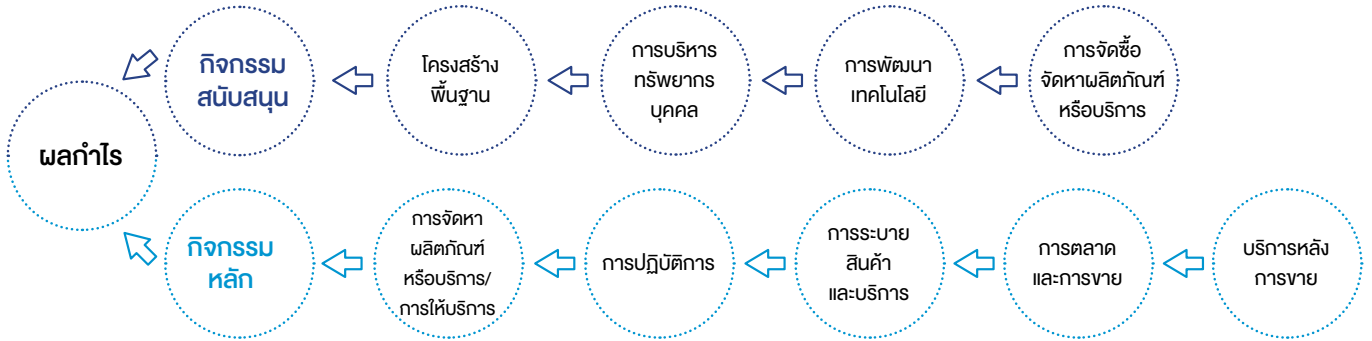 ผลกำไร
กิจกรรม
สนับสนุน
โครงสร้าง
พื้นฐาน
การบริหาร
ทรัพยากร
บุคคล
การพัฒนา
เทคโนโลยี
การจัดซื้อ
จัดหาผลิตภัณฑ์
หรือบริการ
กิจกรรม
หลัก
การจัดหา
ผลิตภัณฑ์
หรือบริการ/
การให้บริการ
การปฏิบัติการ
การระบาย
สินค้า
และบริการ
การตลาด
และการขาย
บริการหลัง
การขาย